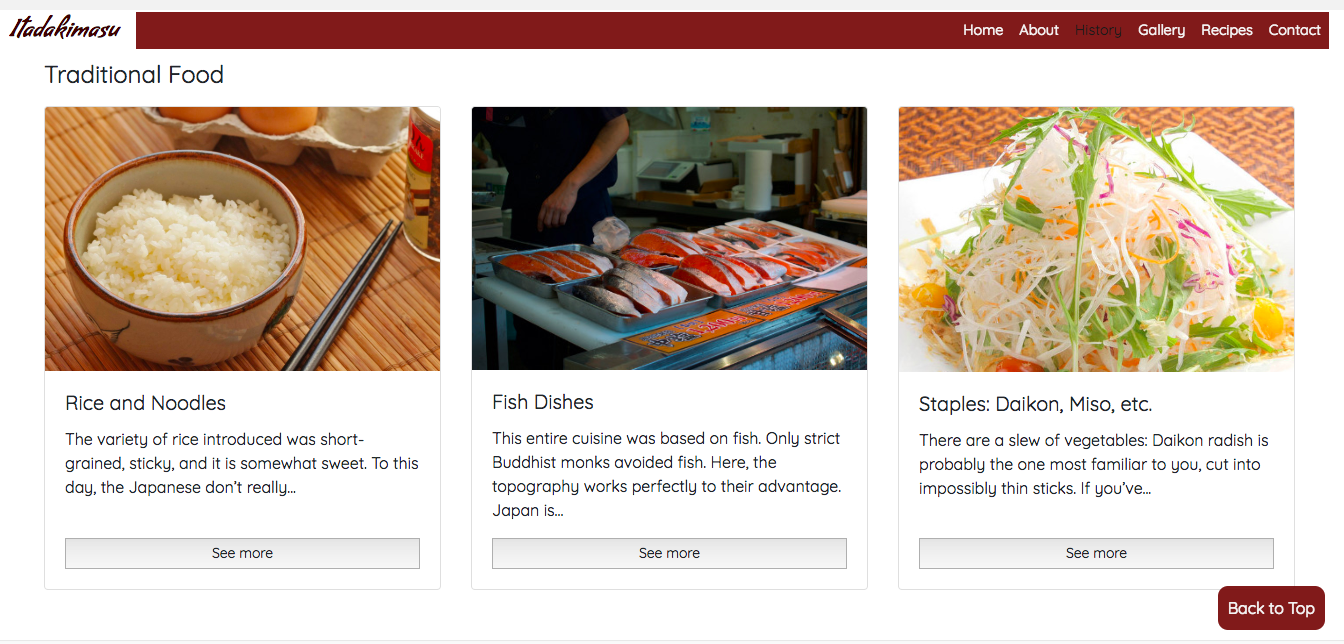 Itadakimasu
Home About History Gallery Recipes Contact
Traditional Food
Rice and Noodles
The variety of rice introduced was short-
grained, sticky, and it is somewhat sweet. To this
day, the Japanese don’t really...
See more
Fish Dishes
This entire cuisine was based on fish. Only strict
Buddhist monks avoided fish. Here, the
topography works perfectly to their advantage.
Japan is...
See more
Staples: Daikon, Miso, etc.
There are a slew of vegetables: Daikon radish is
probably the one most familiar to you, cut into
impossibly thin sticks. If you’ve...
See more
Back to Top